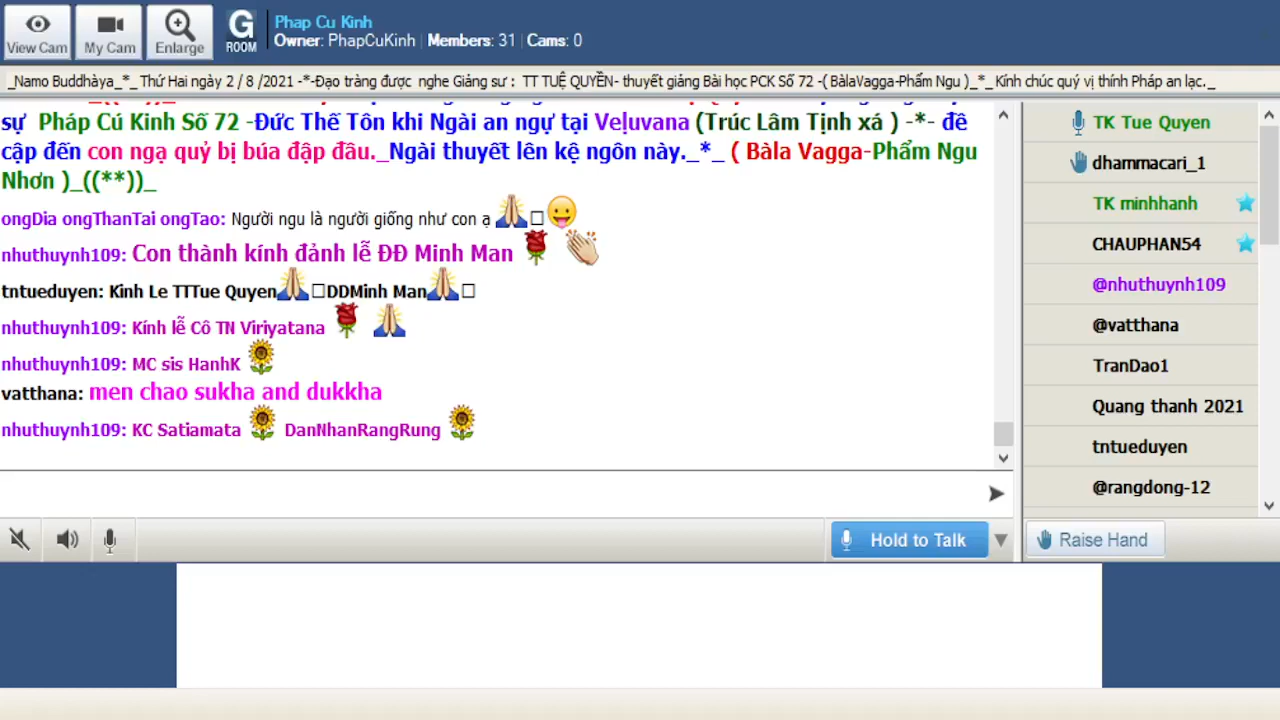 View Cam
My Cam
Enlarge
G
ROOM
Phap Cu Kinh
Owner: PhapCuKinh | Members: 31 | Cams: 0
_Namo Buddhàya_*_ Thứ Hai ngày 2 / 8 /2021 -*-Đạo tràng được nghe Giảng sư : TT TUỆ QUYỀN- thuyết giảng Bài học PCK Số 72 -( BàlaVagga-Phẩm Ngu )_*_ Kính chúc quý vị thính Pháp an lạc._
sự Pháp Cú Kinh Số 72 -Đức Thế Tôn khi Ngài an ngự tại Veḷuvana (Trúc Lâm Tịnh xá ) -*- đề
cập đến con ngạ quỷ bị búa đập đầu._Ngài thuyết lên kệ ngôn này._*_ ( Bàla Vagga-Phẩm Ngu
Nhơn )_((**))_
ongDia ongThanTai ongTao: Người ngu là người giống như con ạ 🙏□😛
nhuthuynh109: Con thành kính đảnh lễ ĐĐ Minh Man 🌹 👏
tntueduyen: Kinh Le TTTue Quyen🙏□DDMinh Man🙏□
nhuthuynh109: Kính lễ Cô TN Viriyatana 🌹 🙏
nhuthuynh109: MC sis HanhK 🌻
vatthana: men chao sukha and dukkha
nhuthuynh109: KC Satiamata 🌻 DanNhanRangRung 🌻
TK Tue Quyen
dhammacari_1
TK minhhanh
CHAUPHAN54
@nhuthuynh109
@vatthana
TranDao1
Quang thanh 2021
tntueduyen
@rangdong-12
Hold to Talk
Raise Hand